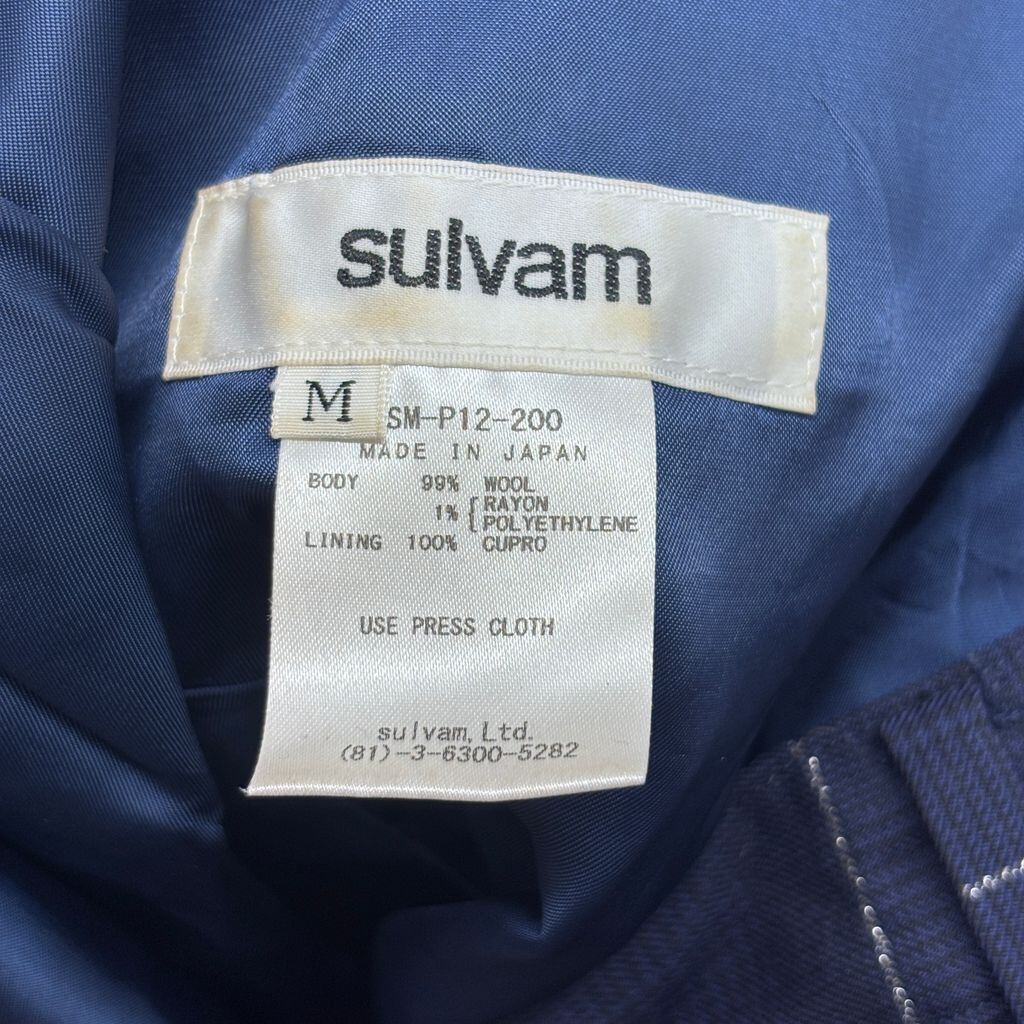 sulvam
M
SM-P12-200
MADE IN JAPAN
BODY 99% WOOL
1% { RAYON
POLYETHYLENE
LINING 100% CUPRO
USE PRESS CLOTH
sulvam, Ltd.
(81)-3-6300-5282